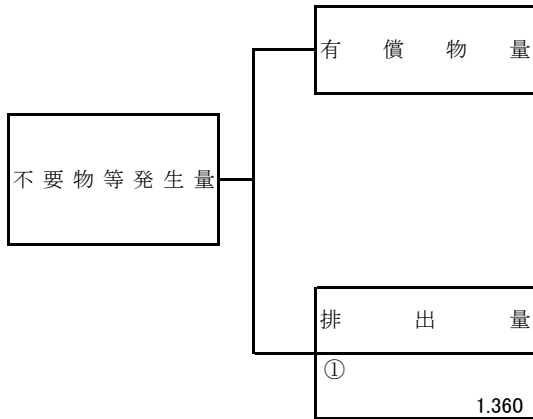 有償物量
不要物等発生量
排出量
①
1.360